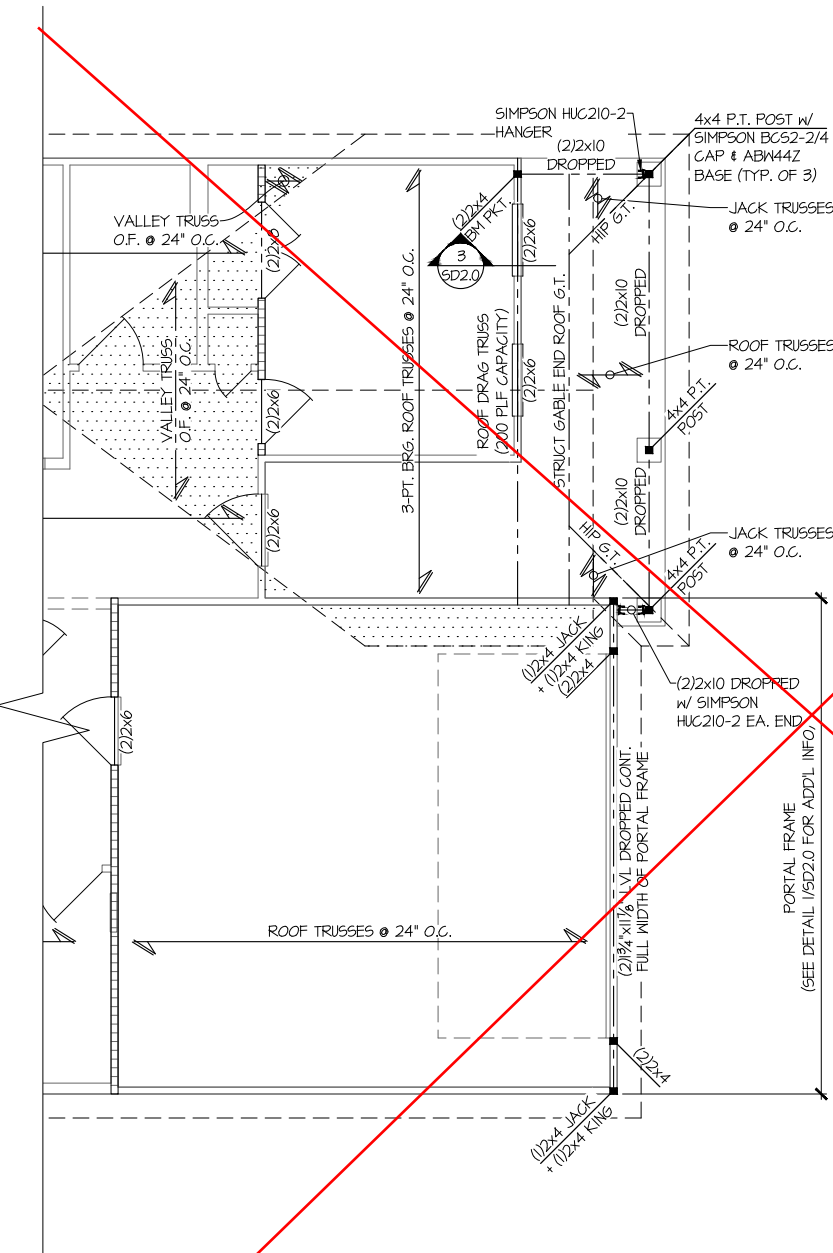 SIMPSON HUC210-2
HANGER
(2)2x10
DROPPED
4x4 P.T. POST W/
SIMPSON BCS2-2/4
CAP & ABW44Z
BASE (TYP. OF 3)
JACK TRUSSES
@ 24" O.C.
HIP G.T.
VALLEY TRUSS
O.F. @ 24" O.C.
(2)2x6
(2)2x4
BM PKT.
3
SD2.0
(2)2x6
(2)2x10
DROPPED
ROOF TRUSSES
@ 24" O.C.
VALLEY TRUSS
O.F. @ 24" O.C.
3-PT. BRG. ROOF TRUSSES @ 24" O.C.
ROOF DRAG TRUSS
(200 PLF CAPACITY)
(2)2x6
STRUCT GABLE END ROOF G.T.
(2)2x6
4x4 P.T.
POST
(2)2x10
DROPPED
(2)2x6
HIP G.T.
JACK TRUSSES
@ 24" O.C.
4x4 P.T.
POST
(1)2x4 JACK
+ (1)2x4 KING
(2)2x4
(2)2x10 DROPPED
W/ SIMPSON
HUC210-2 EA. END
(2)2x6
(2)1¾"x11⅞" LVL DROPPED CONT.
FULL WIDTH OF PORTAL FRAME
PORTAL FRAME
(SEE DETAIL 1/SD2.0 FOR ADD'L INFO)
ROOF TRUSSES @ 24" O.C.
(2)2x4
(1)2x4 JACK
+ (1)2x4 KING